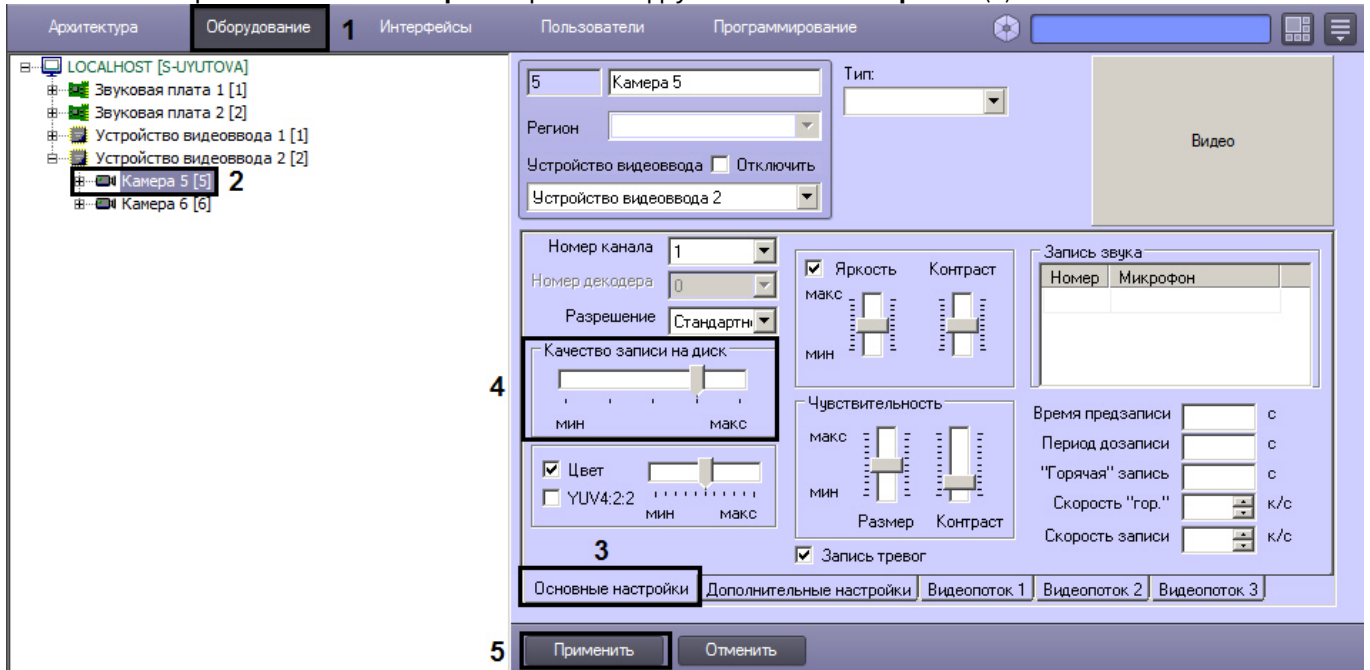 Архитектура Оборудование 1 Интерфейсы Пользователи Программирование
LOCALHOST [S-UYUTOVA]
Звуковая плата 1 [1]
Звуковая плата 2 [2]
Устройство видеоввода 1 [1]
Устройство видеоввода 2 [2]
Камера 5 [5] 2
Камера 6 [6]
5 Камера 5
Тип:
Регион
Устройство видеоввода Отключить
Устройство видеоввода 2
Видео
Номер канала 1
Номер декодера 0
Разрешение Стандартн
4
Качество записи на диск
мин макс
Цвет
YUV4:2:2
мин макс
Яркость Контраст
макс
мин
Чувствительность
макс
мин
Размер Контраст
Запись тревог
Запись звука
Номер Микрофон
Время предзаписи с
Период дозаписи с
"Горячая" запись с
Скорость "гор." к/с
Скорость записи к/с
3
Основные настройки Дополнительные настройки Видеопоток 1 Видеопоток 2 Видеопоток 3
5 Применить Отменить